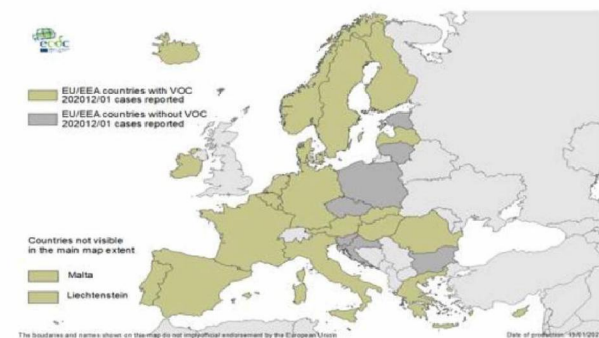 ecdc
EU/EEA countries with VOC
202012/01 cases reported
EU/EEA countries without VOC
202012/01 cases reported
Countries not visible
in the main map extent
Malta
Liechtenstein
The boundaries and names shown on this map do not imply official endorsement by the European Union
Date of production: